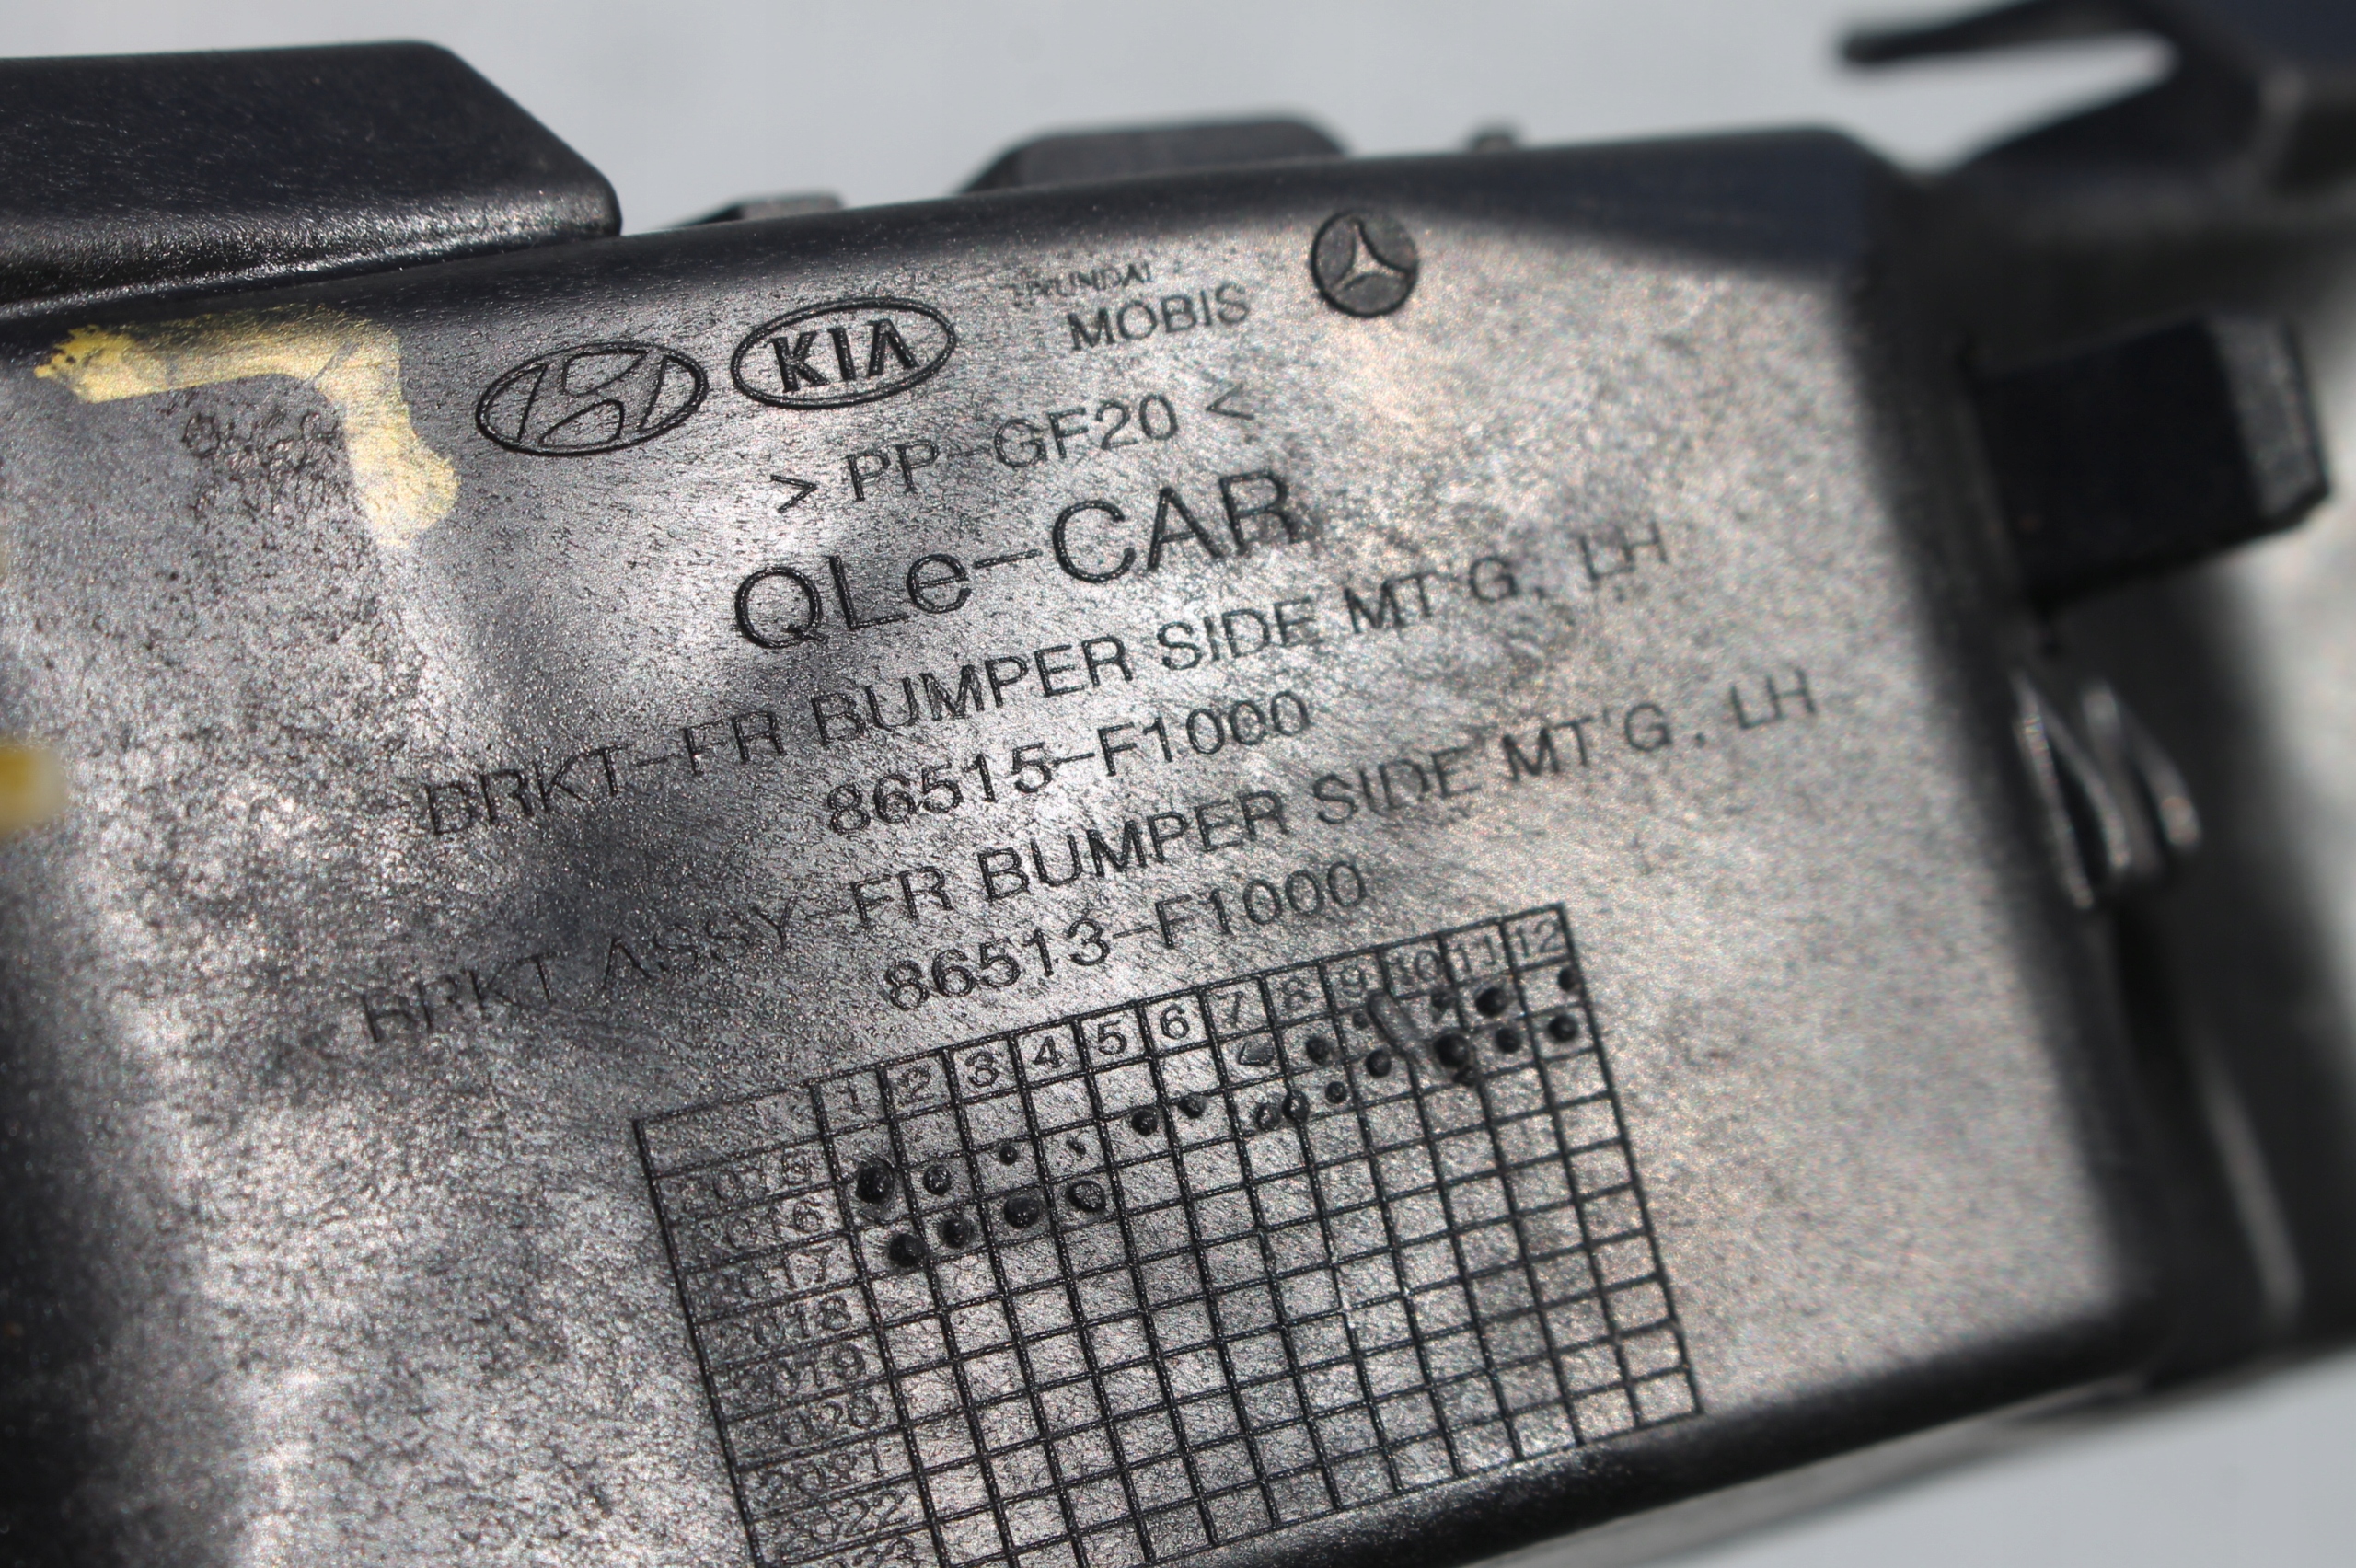 KIA
HYUNDAI
MOBIS
> PP-GF20 <
QLe-CAR
BRKT-FR BUMPER SIDE MT'G, LH
86515-F1000
BRKT ASSY-FR BUMPER SIDE MT'G, LH
86513-F1000
1 2 3 4 5 6 7 8 9 10 11 12
2015
2016
2017
2018
2019
2020
2021
2022
2023